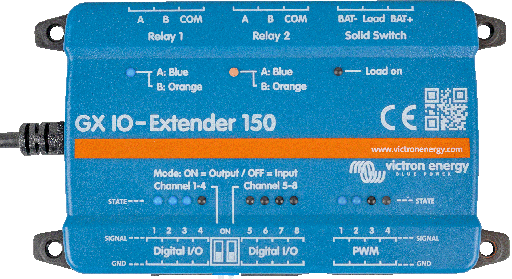 A B COM A B COM BAT- Load BAT+
Relay 1 Relay 2 Solid Switch
A: Blue A: Blue Load on
B: Orange B: Orange
GX IO-Extender 150
CE
www.victronenergy.com
victron energy
BLUE POWER
Mode: ON = Output / OFF = Input
Channel 1-4 Channel 5-8
STATE STATE
1 2 3 4 ON 5 6 7 8 1 2 3 4
SIGNAL SIGNAL
Digital I/O Digital I/O PWM
GND GND